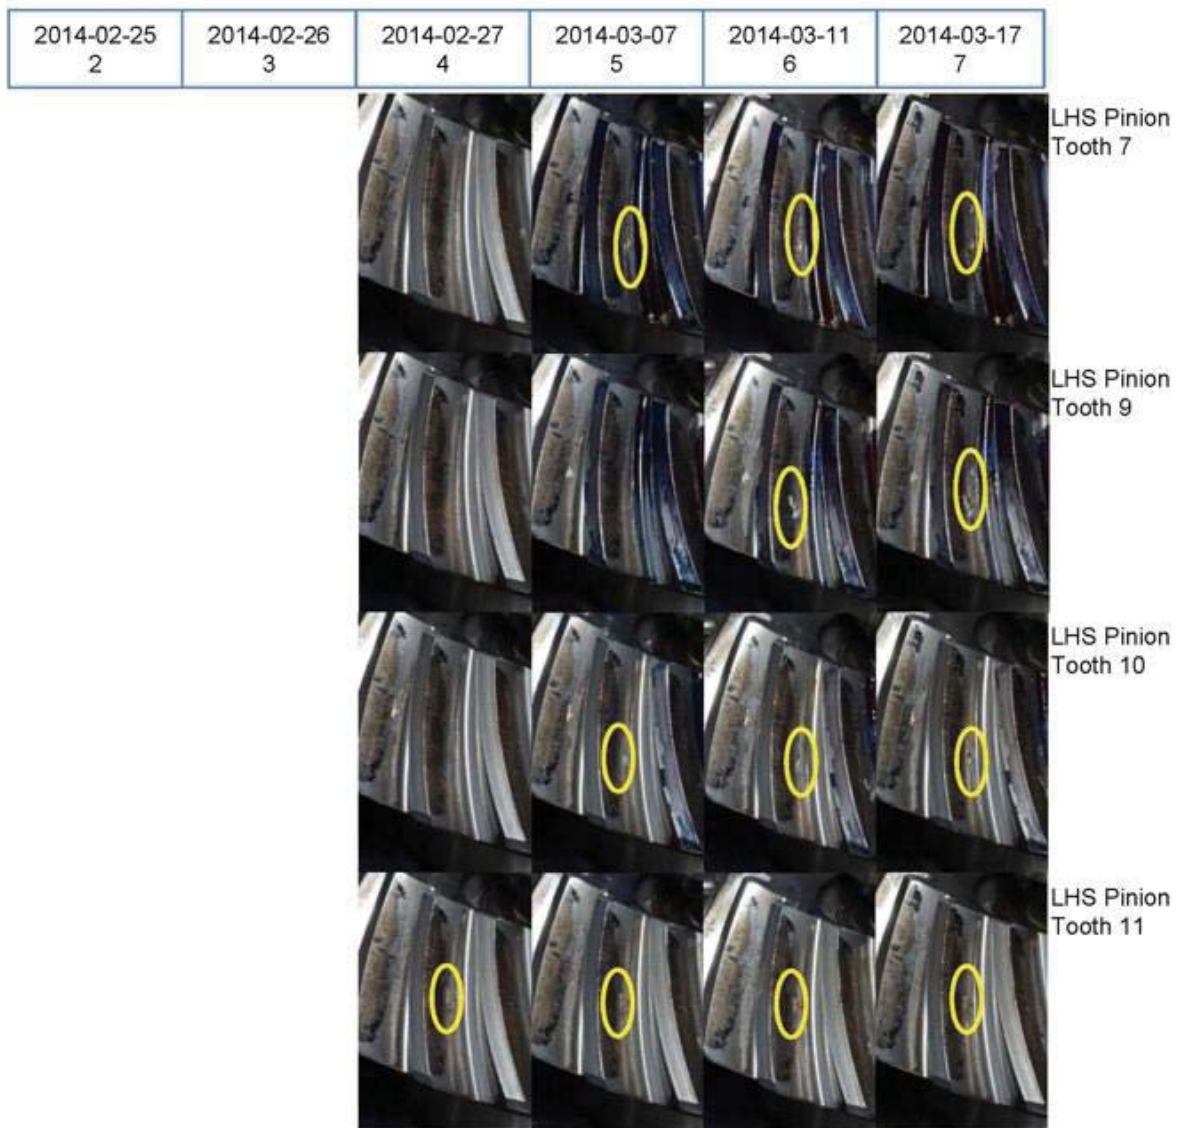 2014-02-25
2
2014-02-26
3
2014-02-27
4
2014-03-07
5
2014-03-11
6
2014-03-17
7
LHS Pinion
Tooth 7
LHS Pinion
Tooth 9
LHS Pinion
Tooth 10
LHS Pinion
Tooth 11